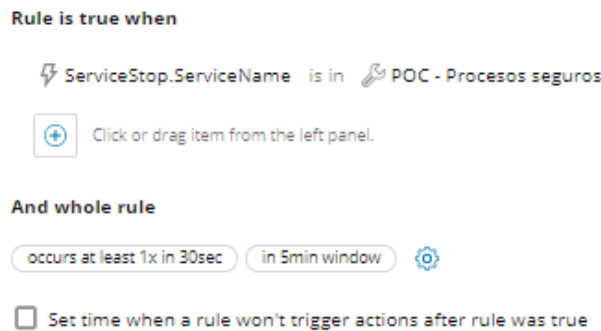 Rule is true when
ServiceStop.ServiceName is in POC - Procesos seguros
Click or drag item from the left panel.
And whole rule
occurs at least 1x in 30sec in 5min window
Set time when a rule won't trigger actions after rule was true